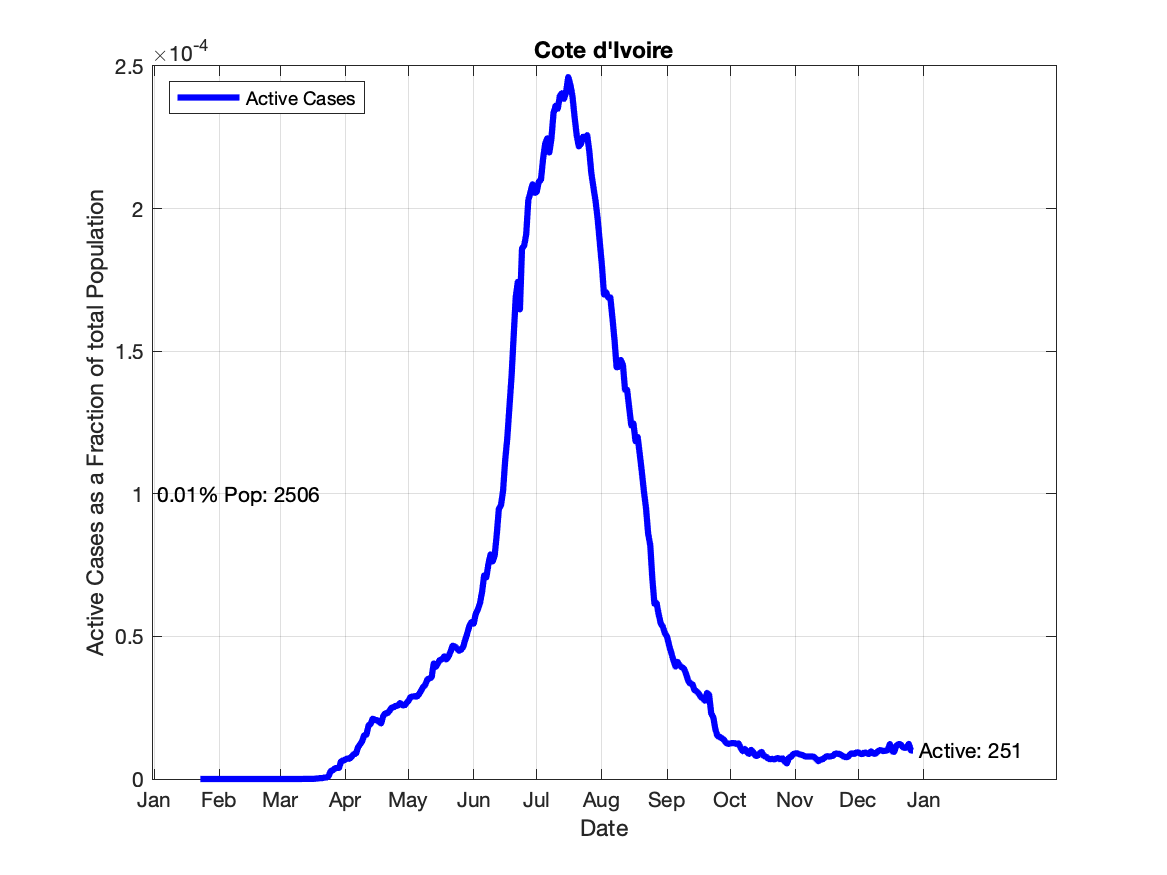 Cote d'Ivoire
×10-4
2.5
2
1.5
1
0.5
0
Active Cases
0.01% Pop: 2506
Active: 251
Active Cases as a Fraction of total Population
Jan Feb Mar Apr May Jun Jul Aug Sep Oct Nov Dec Jan
Date